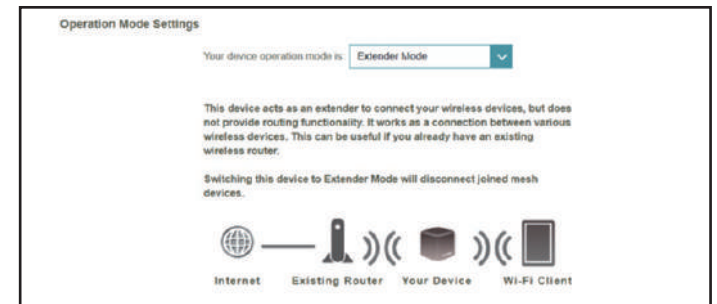 Operation Mode Settings
Your device operation mode is: Extender Mode
This device acts as an extender to connect your wireless devices, but does
not provide routing functionality. It works as a connection between various
wireless devices. This can be useful if you already have an existing
wireless router.
Switching this device to Extender Mode will disconnect joined mesh
devices.
Internet Existing Router Your Device Wi-Fi Client